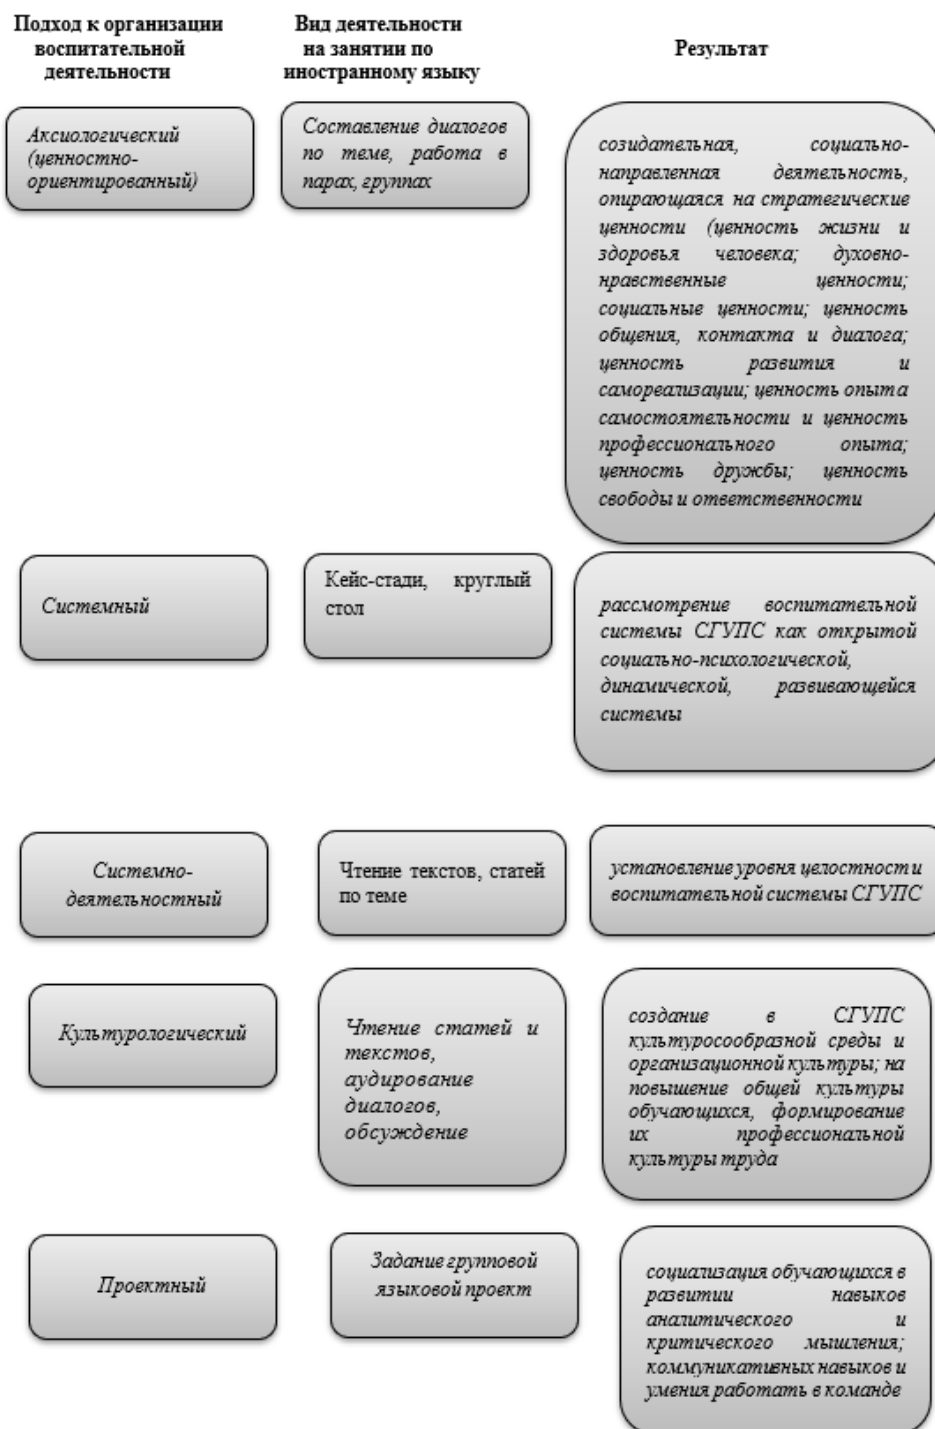 Подход к организации
воспитательной
деятельности
Вид деятельности
на занятии по
иностранному языку
Результат
Аксиологический
(ценностно-
ориентированный)
Составление диалогов
по теме, работа в
парах, группах
созидательная, социально-
направленная деятельность,
опирающаяся на стратегические
ценности (ценность жизни и
здоровья человека; духовно-
нравственные ценности;
социальные ценности; ценность
общения, контакта и диалога;
ценность развития и
самореализации; ценность опыта
самостоятельности и ценность
профессионального опыта;
ценность дружбы; ценность
свободы и ответственности
Системный
Кейс-стади, круглый
стол
рассмотрение воспитательной
системы СГУПС как открытой
социально-психологической,
динамической, развивающейся
системы
Системно-
деятельностный
Чтение текстов, статей
по теме
установление уровня целостности
воспитательной системы СГУПС
Культурологический
Чтение статей и
текстов,
аудирование
диалогов,
обсуждение
создание в СГУПС
культуросообразной среды и
организационной культуры; на
повышение общей культуры
обучающихся, формирование
их профессиональной
культуры труда
Проектный
Задание групповой
языковой проект
социализация обучающихся в
развитии навыков
аналитического и
критического мышления;
коммуникативных навыков и
умения работать в команде